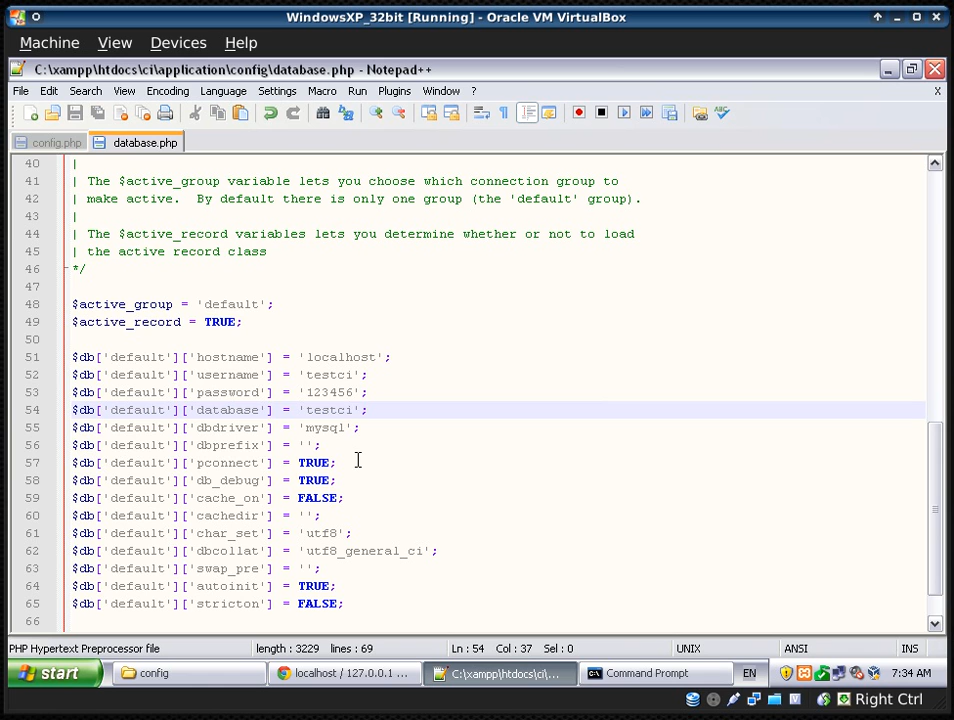 WindowsXP_32bit [Running] - Oracle VM VirtualBox
Machine View Devices Help
C:\xampp\htdocs\ci\application\config\database.php - Notepad++
File Edit Search View Encoding Language Settings Macro Run Plugins Window ? X
config.php database.php
40 |
41 | The $active_group variable lets you choose which connection group to
42 | make active.  By default there is only one group (the 'default' group).
43 |
44 | The $active_record variables lets you determine whether or not to load
45 | the active record class
46 */
47
48 $active_group = 'default';
49 $active_record = TRUE;
50
51 $db['default']['hostname'] = 'localhost';
52 $db['default']['username'] = 'testci';
53 $db['default']['password'] = '123456';
54 $db['default']['database'] = 'testci';
55 $db['default']['dbdriver'] = 'mysql';
56 $db['default']['dbprefix'] = '';
57 $db['default']['pconnect'] = TRUE;
58 $db['default']['db_debug'] = TRUE;
59 $db['default']['cache_on'] = FALSE;
60 $db['default']['cachedir'] = '';
61 $db['default']['char_set'] = 'utf8';
62 $db['default']['dbcollat'] = 'utf8_general_ci';
63 $db['default']['swap_pre'] = '';
64 $db['default']['autoinit'] = TRUE;
65 $db['default']['stricton'] = FALSE;
66
PHP Hypertext Preprocessor file length : 3229 lines : 69 Ln : 54 Col : 37 Sel : 0 UNIX ANSI INS
start config localhost / 127.0.0.1 ... C:\xampp\htdocs\ci\... Command Prompt EN 7:34 AM
Right Ctrl